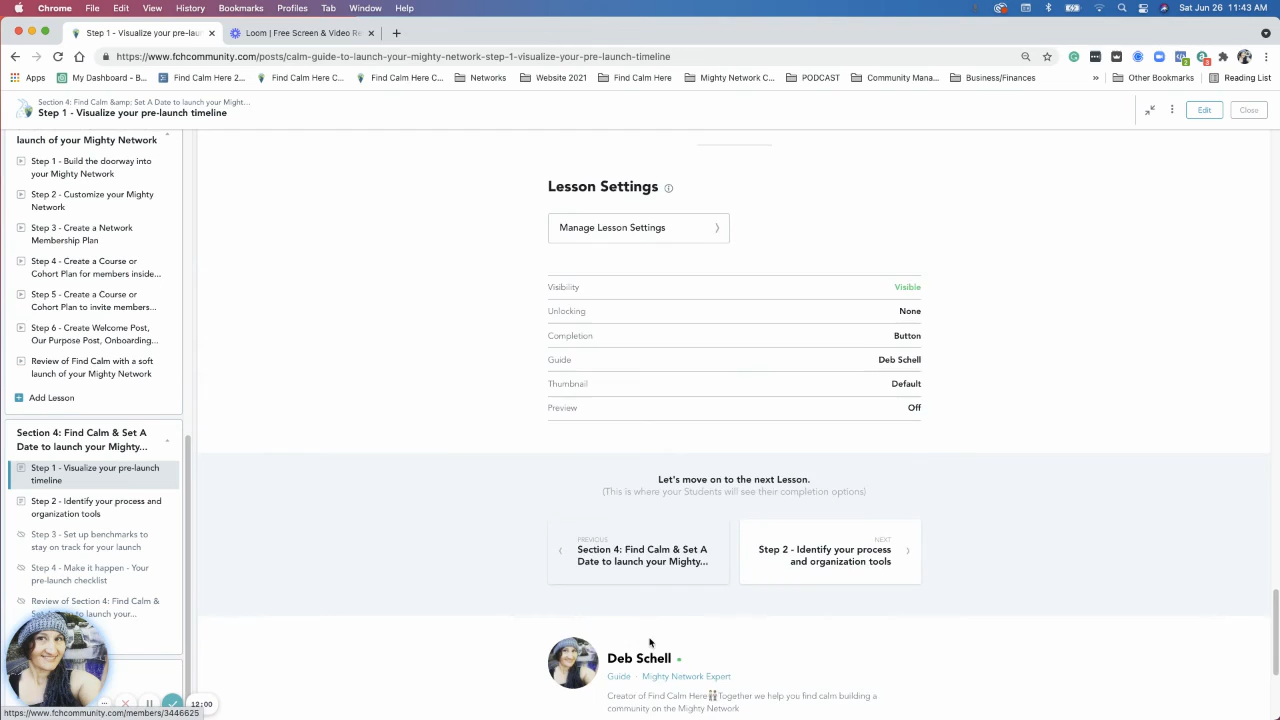 Chrome File Edit View History Bookmarks Profiles Tab Window Help
Sat Jun 26 11:43 AM
Step 1 - Visualize your pre-laun
Loom | Free Screen & Video Re
https://www.fchcommunity.com/posts/calm-guide-to-launch-your-mighty-network-step-1-visualize-your-pre-launch-timeline
Apps My Dashboard – B... Find Calm Here 2... Find Calm Here C... Find Calm Here C... Networks Website 2021 Find Calm Here Mighty Network C... PODCAST Community Mana... Business/Finances » Other Bookmarks Reading List
Section 4: Find Calm &amp; Set A Date to launch your Might...
Step 1 - Visualize your pre-launch timeline
Edit
Close
launch of your Mighty Network
Step 1 - Build the doorway into
your Mighty Network
Step 2 - Customize your Mighty
Network
Step 3 - Create a Network
Membership Plan
Step 4 - Create a Course or
Cohort Plan for members inside...
Step 5 - Create a Course or
Cohort Plan to invite members...
Step 6 - Create Welcome Post,
Our Purpose Post, Onboarding...
Review of Find Calm with a soft
launch of your Mighty Network
Add Lesson
Section 4: Find Calm & Set A
Date to launch your Mighty...
Step 1 - Visualize your pre-launch
timeline
Step 2 - Identify your process and
organization tools
Step 3 - Set up benchmarks to
stay on track for your launch
Step 4 - Make it happen - Your
pre-launch checklist
Review of Section 4: Find Calm &
to launch your...
12:00
https://www.fchcommunity.com/members/3446625
Lesson Settings
Manage Lesson Settings
Visibility Visible
Unlocking None
Completion Button
Guide Deb Schell
Thumbnail Default
Preview Off
Let's move on to the next Lesson.
(This is where your Students will see their completion options)
PREVIOUS
Section 4: Find Calm & Set A
Date to launch your Mighty...
NEXT
Step 2 - Identify your process
and organization tools
Deb Schell
Guide · Mighty Network Expert
Creator of Find Calm Here Together we help you find calm building a
community on the Mighty Network